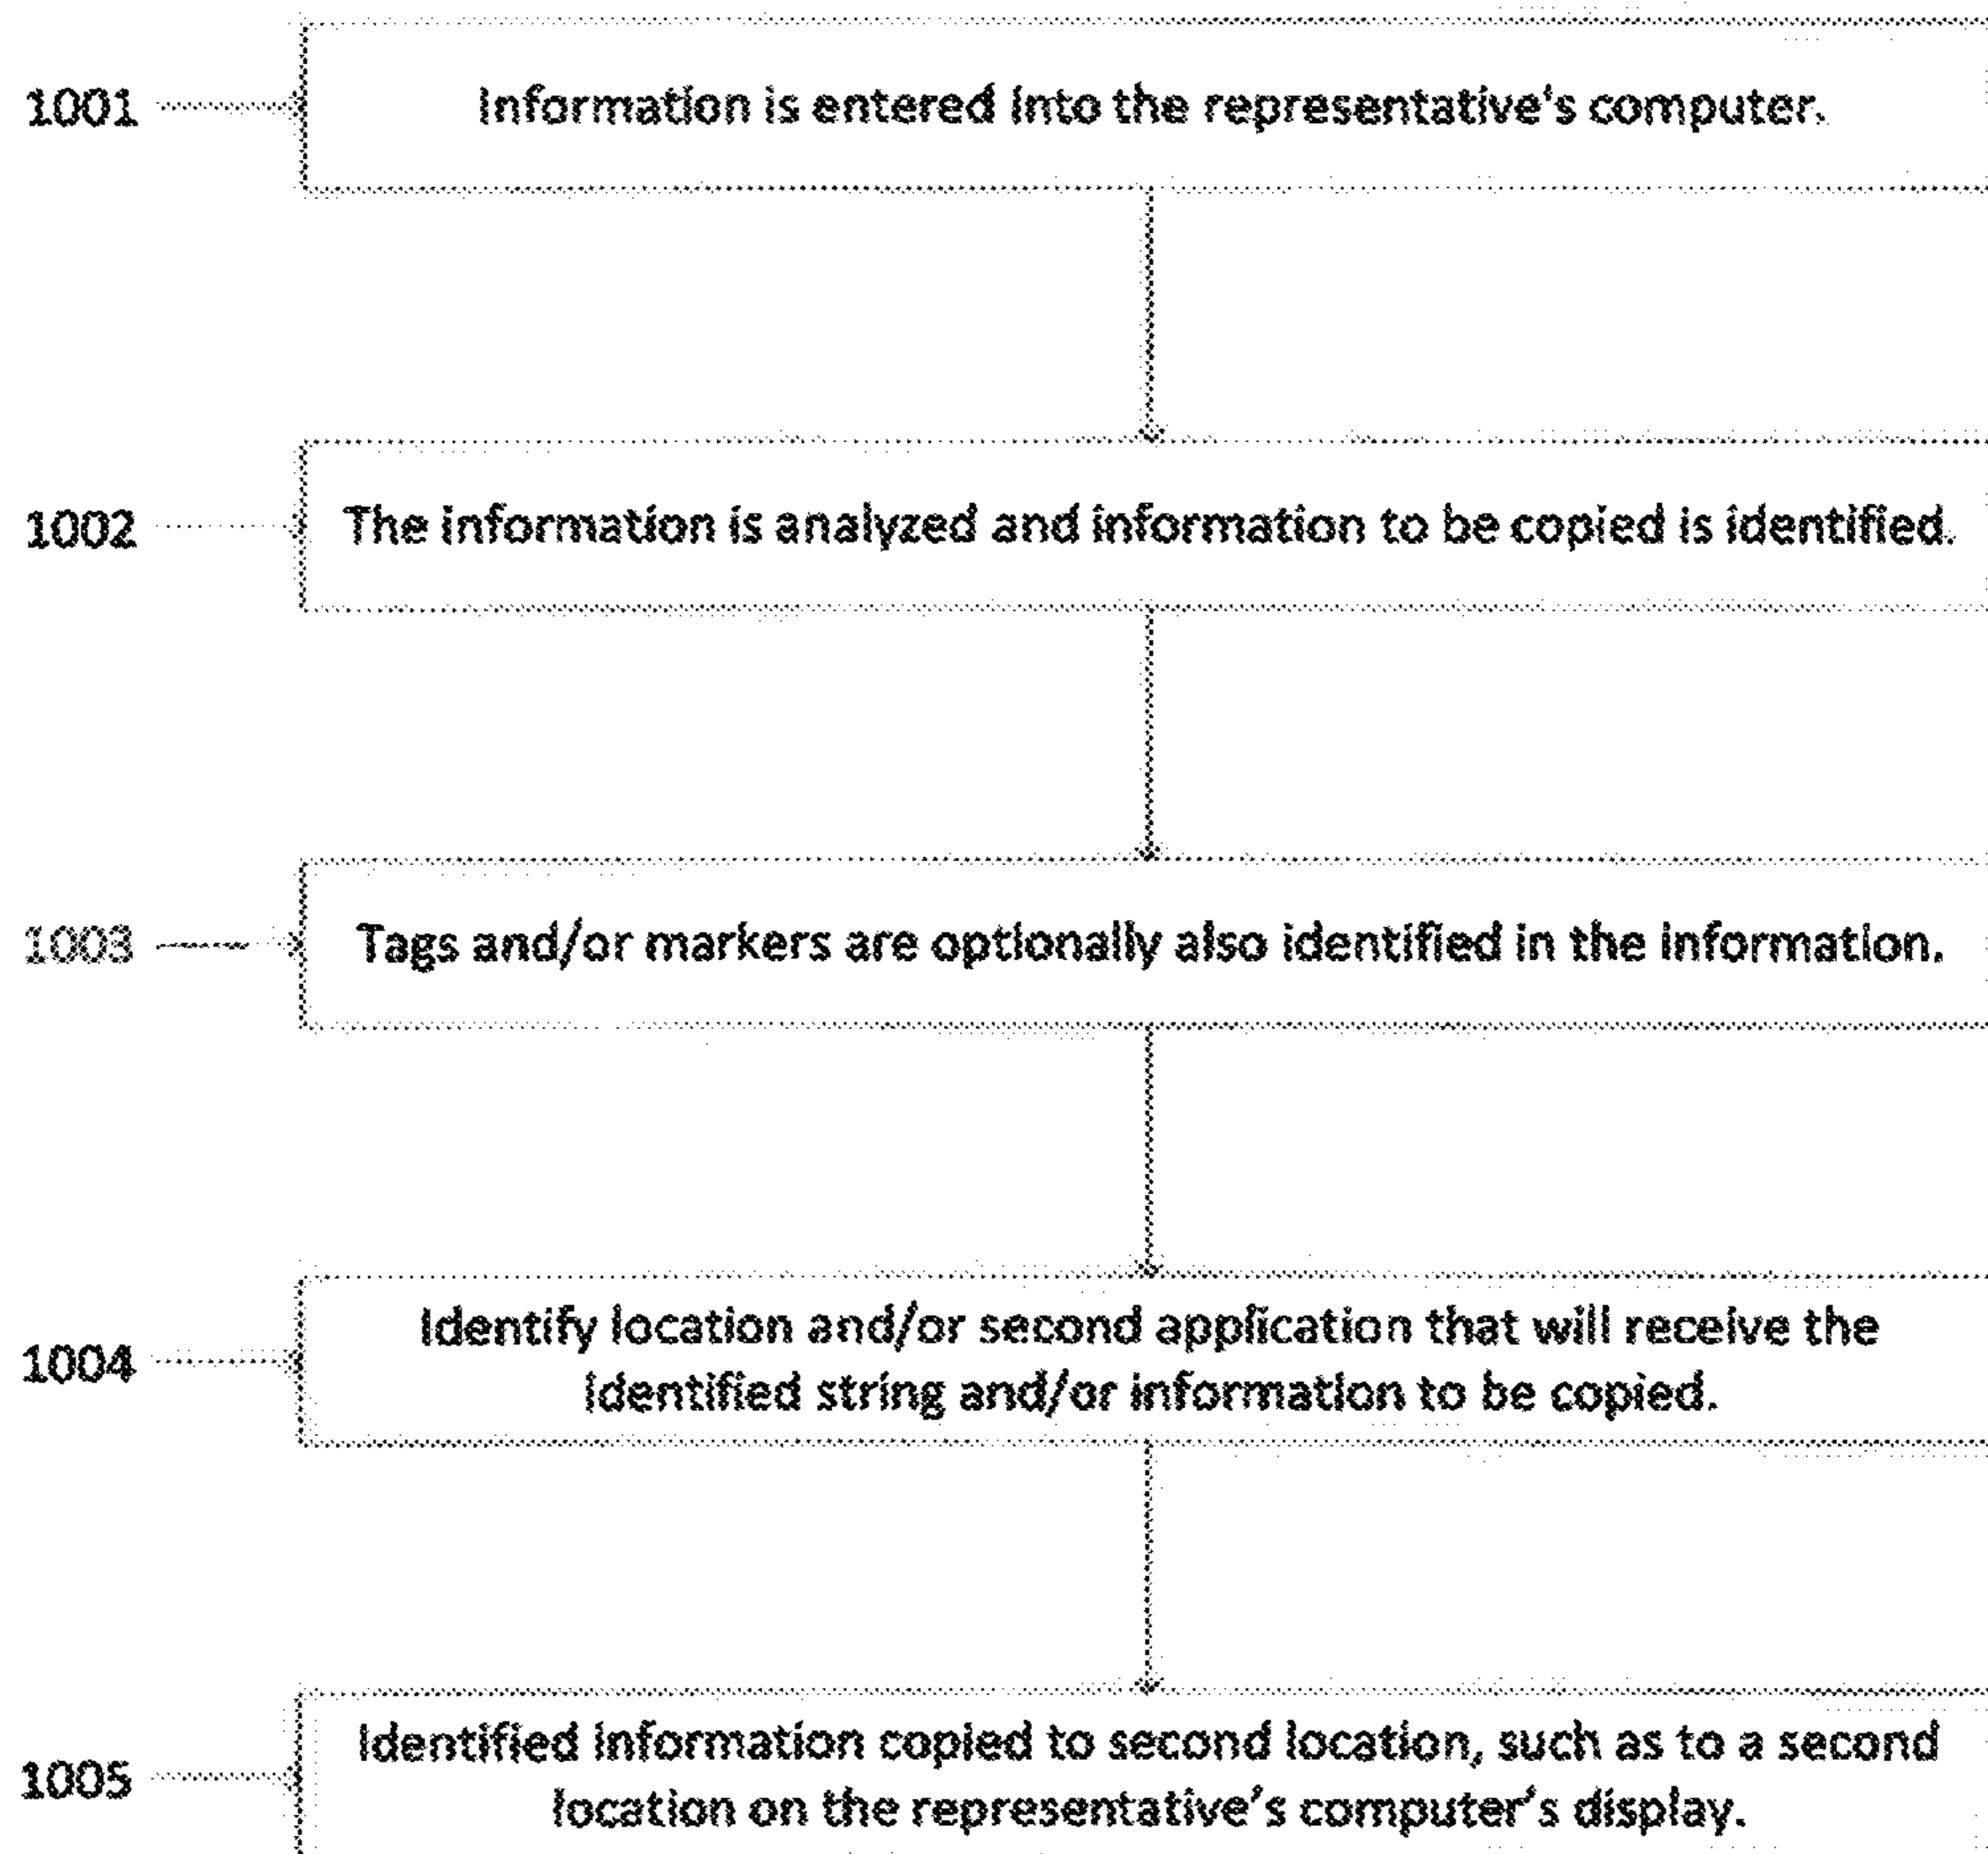 1001
Information is entered into the representative's computer.
1002
The information is analyzed and information to be copied is identified.
1003
Tags and/or markers are optionally also identified in the information.
1004
Identify location and/or second application that will receive the
identified string and/or information to be copied.
1005
Identified information copied to second location, such as to a second
location on the representative's computer's display.